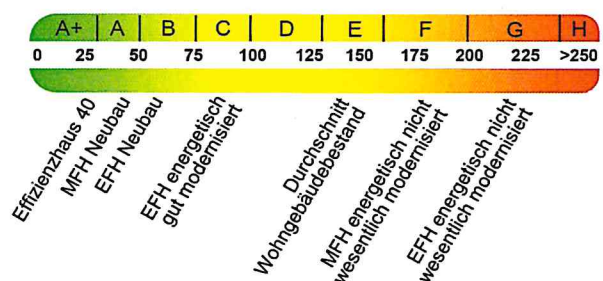 A+ A B C D E F G H
0 25 50 75 100 125 150 175 200 225 >250
Effizienzhaus 40
MFH Neubau
EFH Neubau
EFH energetisch
gut modernisiert
Durchschnitt
Wohngebäudebestand
MFH energetisch nicht
wesentlich modernisiert
EFH energetisch nicht
wesentlich modernisiert